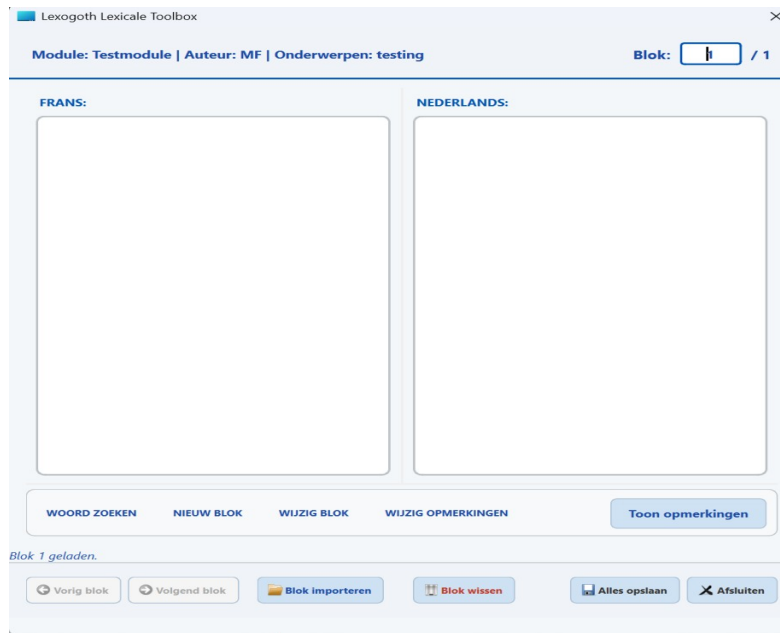 Lexogoth Lexicale Toolbox
Module: Testmodule | Auteur: MF | Onderwerpen: testing
Blok: 1 / 1
FRANS:
NEDERLANDS:
WOORD ZOEKEN NIEUW BLOK WIJZIG BLOK WIJZIG OPMERKINGEN Toon opmerkingen
Blok 1 geladen.
Vorig blok Volgend blok Blok importeren Blok wissen Alles opslaan Afsluiten